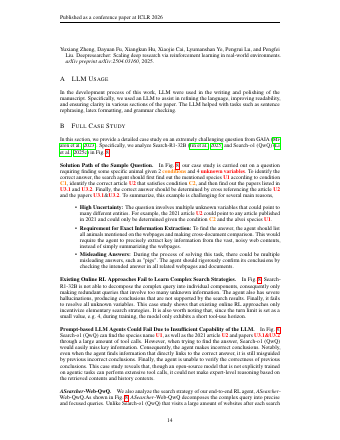 Published as a conference paper at ICLR 2026
Yuxiang Zheng, Dayuan Fu, Xiangkun Hu, Xiaojie Cai, Lyumanshan Ye, Pengrui Lu, and Pengfei
Liu. Deepresearcher: Scaling deep research via reinforcement learning in real-world environments.
arXiv preprint arXiv:2504.03160, 2025.
A LLM USAGE
In the development of this work, LLM were used in the writing and polishing of the
manuscript. Specifically, we used an LLM to assist in refining the language, improving readability,
and ensuring clarity in various sections of the paper. The LLM helped with tasks such as sentence
rephrasing, latex formatting, and grammar checking.
B FULL CASE STUDY
In this section, we provide a detailed case study on an extremely challenging question from GAIA (Mi-
alon et al., 2023). Specifically, we analyze Search-R1-32B (Jin et al., 2025) and Search-o1 (QwQ) (Li
et al., 2025c) in Fig.
Solution Path of the Sample Question. In Fig. our case study is carried out on a question
requiring finding some specific animal given 2 conditions and 4 unknown variables. To identify the
correct answer, the search agent should first find out the mentioned species U1 according to condition
C1, identify the correct article U2 that satisfies condition C2, and then find out the papers listed in
U3.1 and U3.2. Finally, the correct answer should be determined by cross referencing the article U2
and the papers U3.1&U3.2. To summarize, this example is challenging for several main reasons,
• High Uncertainty: The question involves multiple unknown variables that could point to
many different entities. For example, the 2021 article U2 could point to any article published
in 2021 and could only be determined given the condition C2 and the alvei species U1.
• Requirement for Exact Information Extraction: To find the answer, the agent should list
all animals mentioned on the webpages and making cross-document comparison. This would
require the agent to precisely extract key information from the vast, noisy web contents,
instead of simply summarizing the webpages.
• Misleading Answers: During the process of solving this task, there could be multiple
misleading answers, such as "pigs". The agent should rigorously confirm its conclusions by
checking the intended answer in all related webpages and documents.
Existing Online RL Approaches Fail to Learn Complex Search Strategies. In Fig. Search-
R1-32B is not able to decompose the complex query into individual components, consequently only
making redundant queries that involve too many unknown information. The agent also has severe
hallucinations, producing conclusions that are not supported by the search results. Finally, it fails
to resolve all unknown variables. This case study shows that existing online RL approaches only
incentivize elementary search strategies. It is also worth noting that, since the turn limit is set as a
small value, e.g. 4, during training, the model only exhibits a short tool-use horizon.
Prompt-based LLM Agents Could Fail Due to Insufficient Capability of the LLM. In Fig.
Search-o1 (QwQ) can find the species name U1, as well as the 2021 article U2 and papers U3.1&U3.2
through a large amount of tool calls. However, when trying to find the answer, Search-o1 (QwQ)
would easily miss key information. Consequently, the agent makes incorrect conclusions. Notably,
even when the agent finds information that directly links to the correct answer, it is still misguided
by previous incorrect conclusions. Finally, the agent is unable to verify the correctness of previous
conclusions. This case study reveals that, though an open-source model that is not explicitly trained
on agentic tasks can perform extensive tool calls, it could not make expert-level reasoning based on
the retrieved contents and history contexts.
ASearcher-Web-QwQ. We also analyze the search strategy of our end-to-end RL agent, ASearcher-
Web-QwQ. As shown in Fig. ASearcher-Web-QwQ decomposes the complex query into precise
and focused queries. Unlike Search-o1 (QwQ) that visits a large amount of websites after each search
14